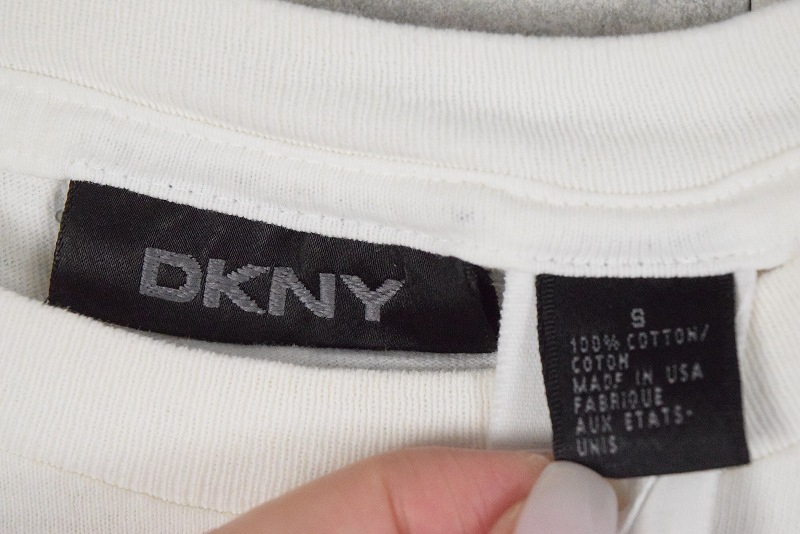 DKNY
S
100% COTTON/
COTON
MADE IN USA
FABRIQUE
AUX ETATS-
UNIS